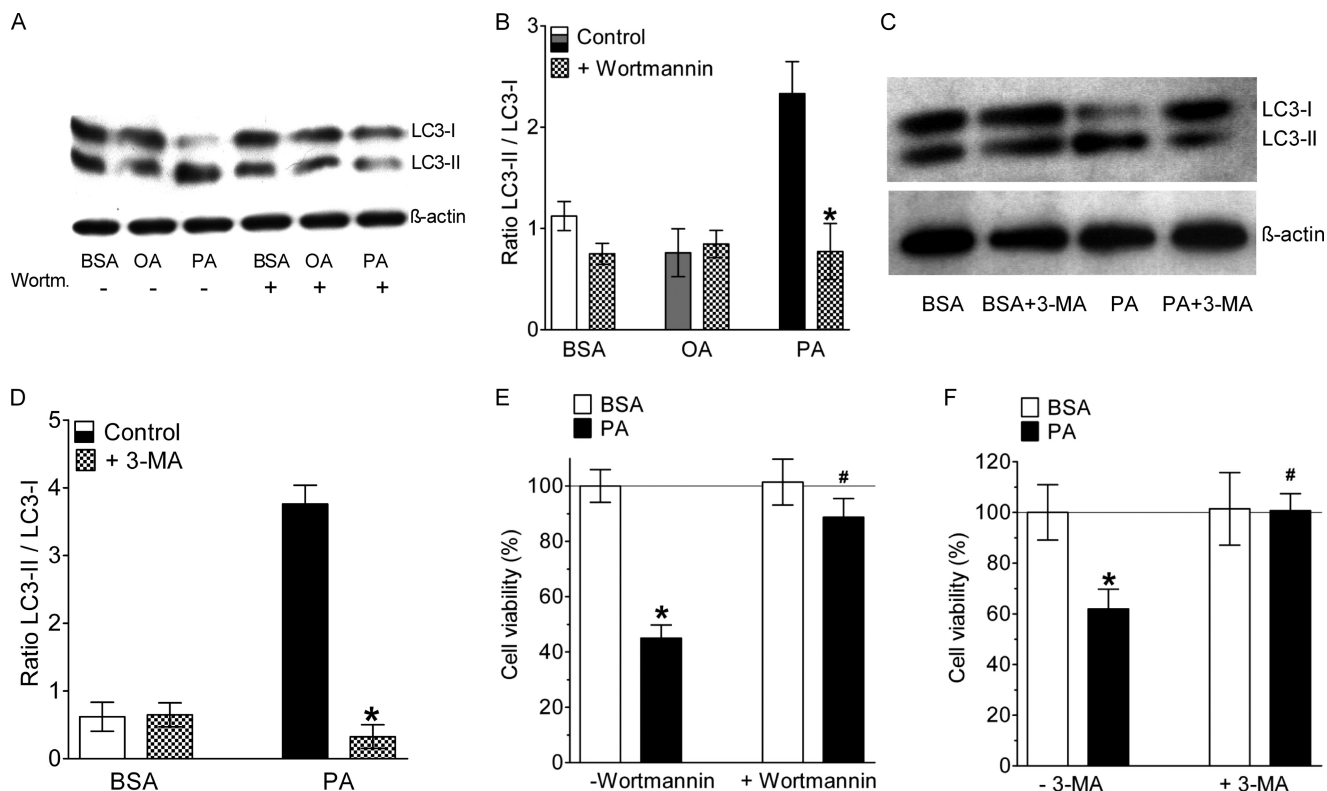 A
LC3-I
LC3-II
ß-actin
BSA OA PA BSA OA PA
Wortm. - - - + + +
B
Ratio LC3-II / LC3-I
3
2
1
0
Control
+ Wortmannin
*
BSA OA PA
C
LC3-I
LC3-II
ß-actin
BSA BSA+3-MA PA PA+3-MA
D
Ratio LC3-II / LC3-I
5
4
3
2
1
0
Control
+ 3-MA
*
BSA PA
E
BSA
PA
Cell viability (%)
100
80
60
40
20
0
*
#
-Wortmannin + Wortmannin
F
BSA
PA
Cell viability (%)
120
100
80
60
40
20
0
*
#
- 3-MA + 3-MA